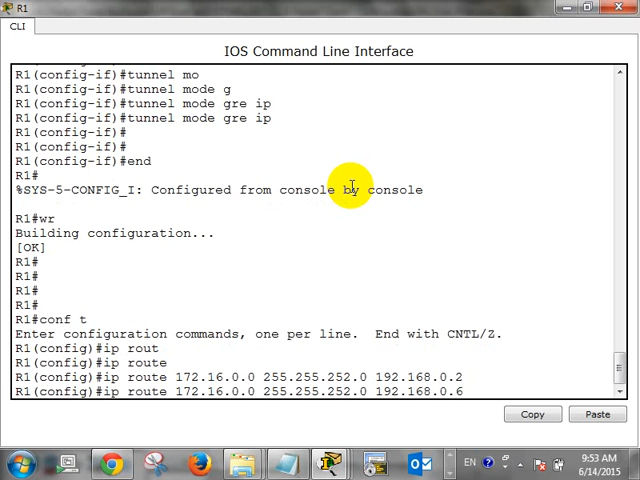 R1
CLI
IOS Command Line Interface
R1(config-if)#tunnel mo
R1(config-if)#tunnel mode g
R1(config-if)#tunnel mode gre ip
R1(config-if)#tunnel mode gre ip
R1(config-if)#
R1(config-if)#
R1(config-if)#end
R1#
%SYS-5-CONFIG_I: Configured from console by console
R1#wr
Building configuration...
[OK]
R1#
R1#
R1#
R1#
R1#conf t
Enter configuration commands, one per line.  End with CNTL/Z.
R1(config)#ip rout
R1(config)#ip route
R1(config)#ip route 172.16.0.0 255.255.252.0 192.168.0.2
R1(config)#ip route 172.16.0.0 255.255.252.0 192.168.0.6
Copy
Paste
EN
9:53 AM
6/14/2015